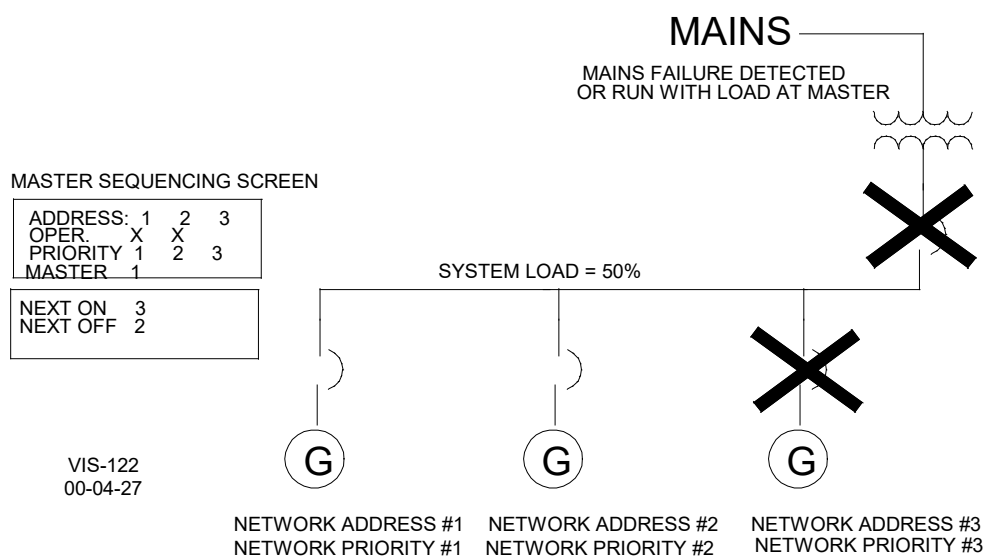 MAINS
MAINS FAILURE DETECTED
OR RUN WITH LOAD AT MASTER
MASTER SEQUENCING SCREEN
ADDRESS: 1 2 3
OPER. X X
PRIORITY 1 2 3
MASTER 1
NEXT ON 3
NEXT OFF 2
SYSTEM LOAD = 50%
G
G
G
VIS-122
00-04-27
NETWORK ADDRESS #1
NETWORK PRIORITY #1
NETWORK ADDRESS #2
NETWORK PRIORITY #2
NETWORK ADDRESS #3
NETWORK PRIORITY #3